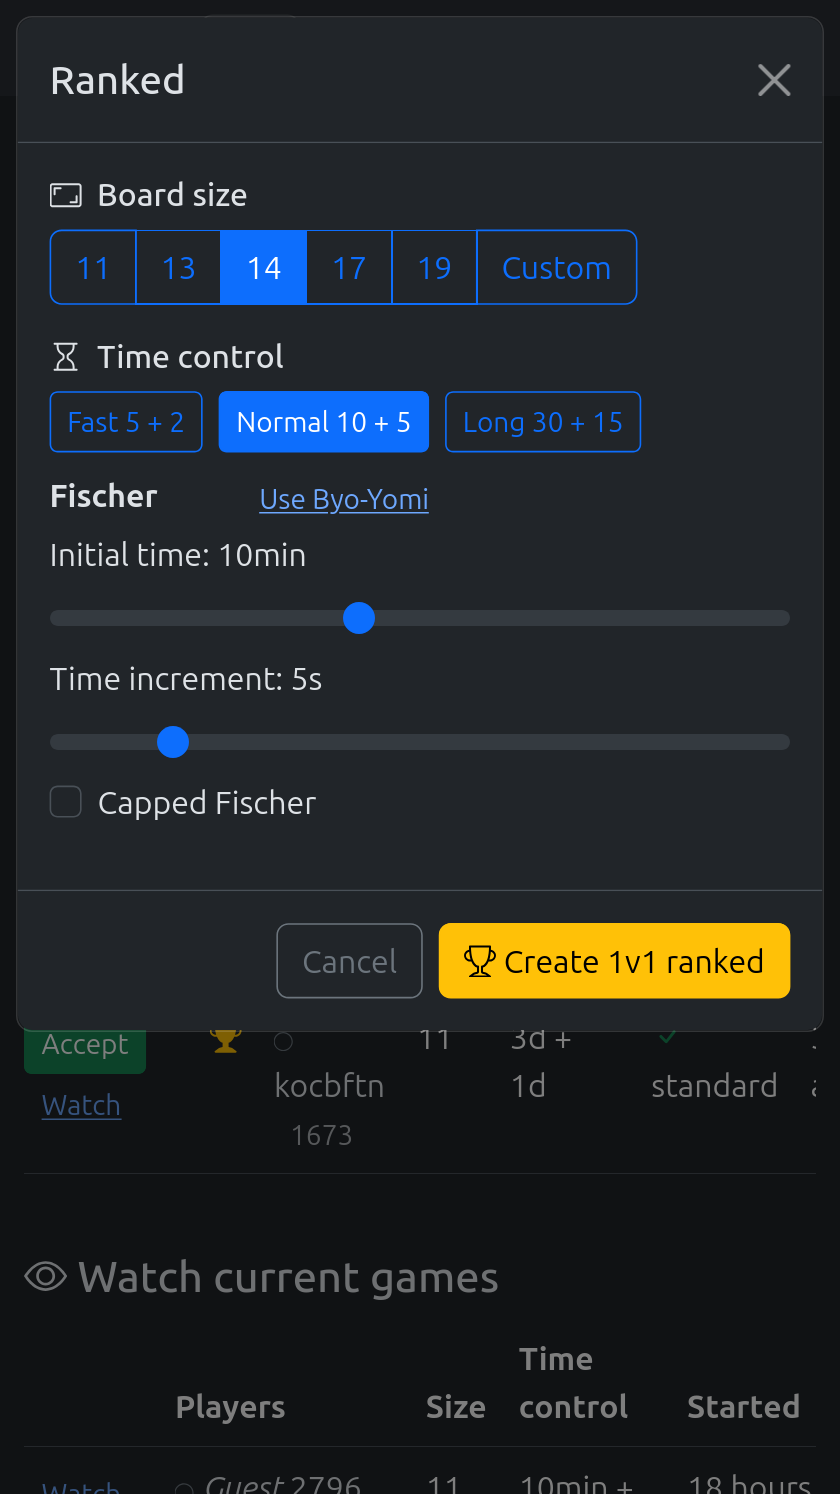 Ranked
Board size
11 13 14 17 19 Custom
Time control
Fast 5 + 2 Normal 10 + 5 Long 30 + 15
Fischer Use Byo-Yomi
Initial time: 10min
Time increment: 5s
Capped Fischer
Cancel Create 1v1 ranked
Accept 11 3d +
kocbftn 1d standard
Watch
1673
Watch current games
Time
Players Size control Started
Watch Guest 2796 11 10min + 18 hours